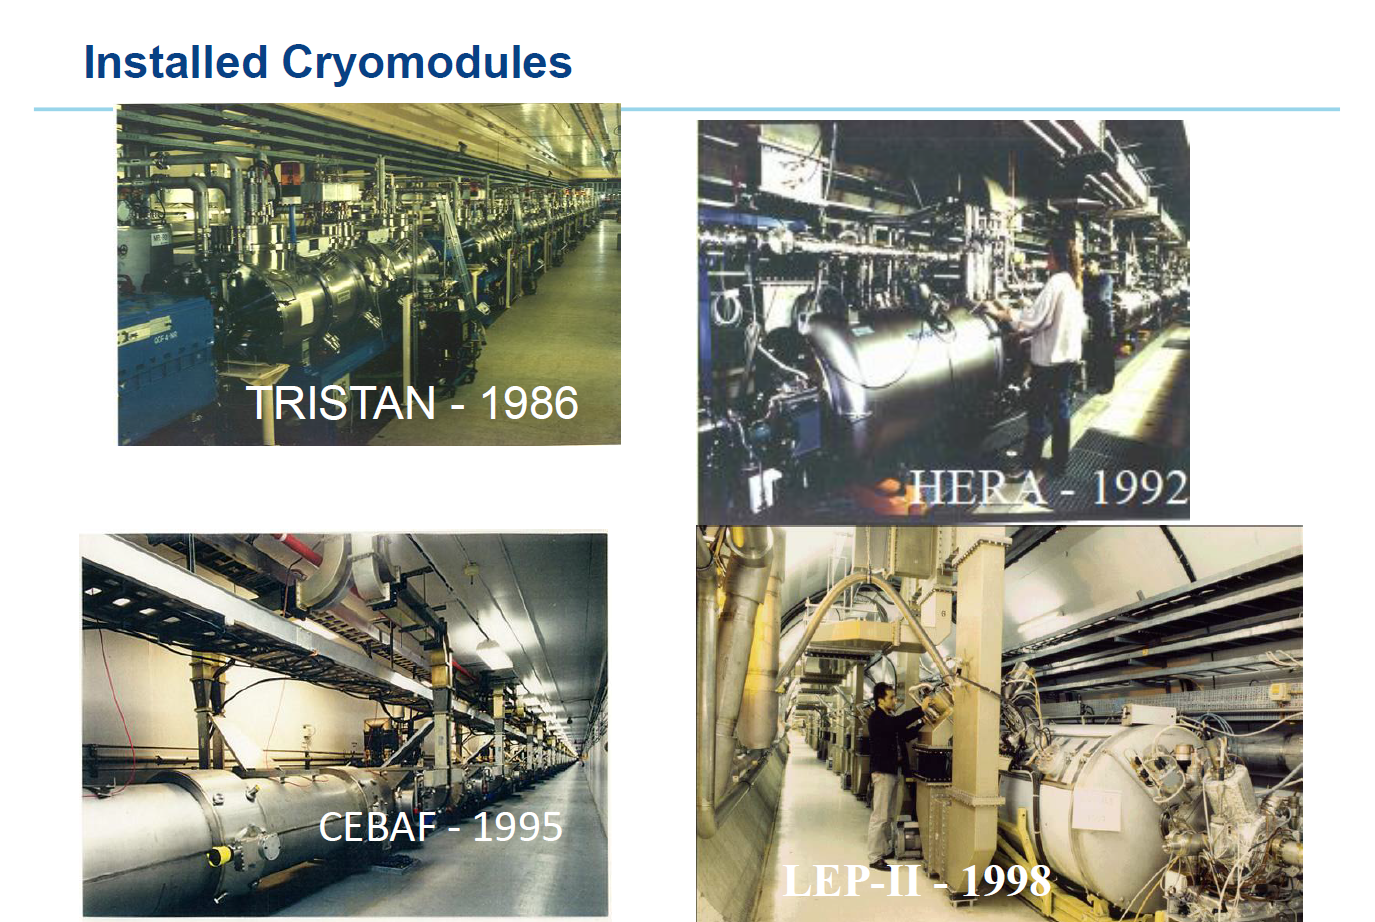 Installed Cryomodules
TRISTAN - 1986
HERA - 1992
CEBAF - 1995
LEP-II - 1998